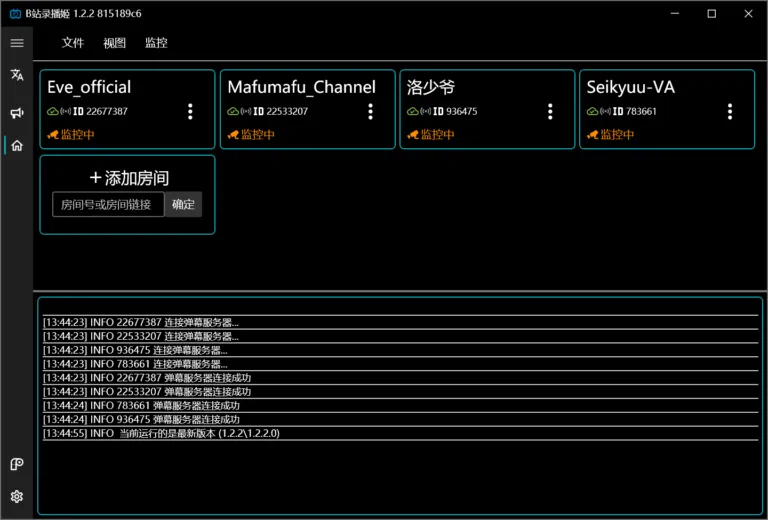 B站录播姬 1.2.2 815189c6
文件 视图 监控
Eve_official
ID 22677387
监控中
Mafumafu_Channel
ID 22533207
监控中
洛少爷
ID 936475
监控中
Seikyuu-VA
ID 783661
监控中
添加房间
房间号或房间链接 确定
[13:44:23] INFO 22677387 连接弹幕服务器...
[13:44:23] INFO 22533207 连接弹幕服务器...
[13:44:23] INFO 936475 连接弹幕服务器...
[13:44:23] INFO 783661 连接弹幕服务器...
[13:44:23] INFO 22677387 弹幕服务器连接成功
[13:44:23] INFO 22533207 弹幕服务器连接成功
[13:44:24] INFO 783661 弹幕服务器连接成功
[13:44:24] INFO 936475 弹幕服务器连接成功
[13:44:55] INFO 当前运行的是最新版本 (1.2.2\1.2.2.0)